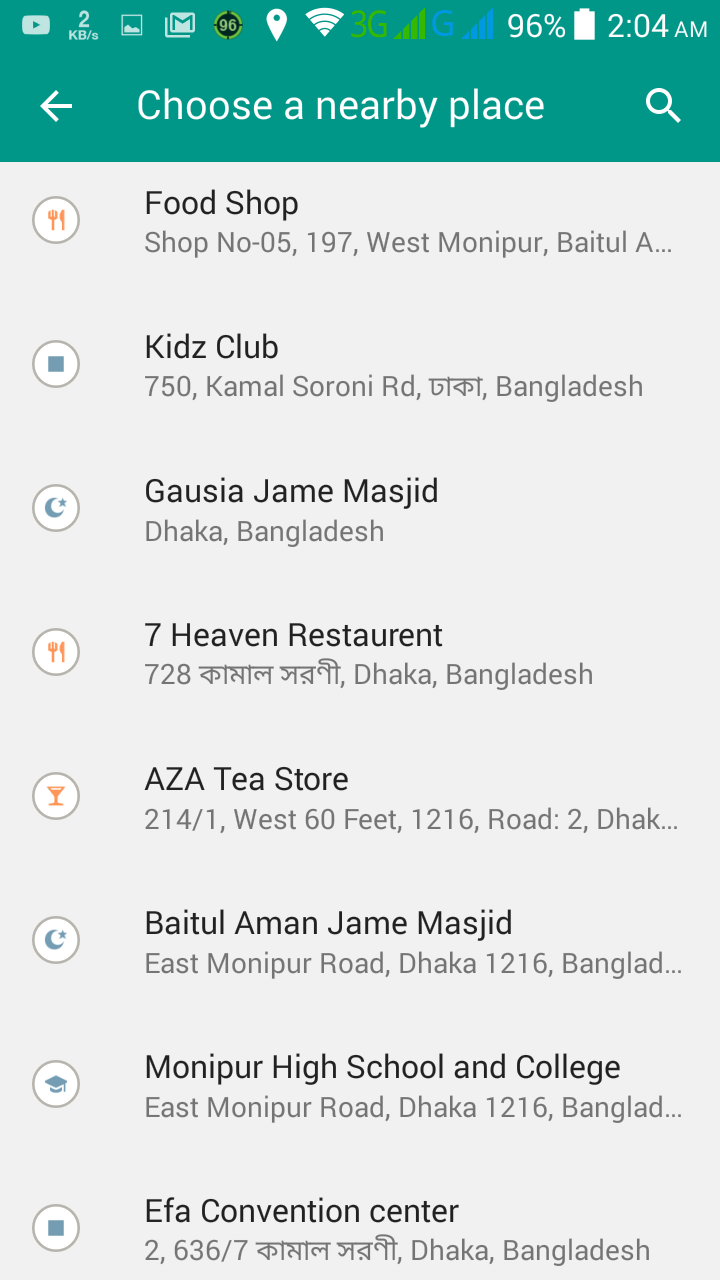 2
KB/s
96
3G
G
96%
2:04 AM
Choose a nearby place
Food Shop
Shop No-05, 197, West Monipur, Baitul A...
Kidz Club
750, Kamal Soroni Rd, ঢাকা, Bangladesh
Gausia Jame Masjid
Dhaka, Bangladesh
7 Heaven Restaurent
728 কামাল সরণী, Dhaka, Bangladesh
AZA Tea Store
214/1, West 60 Feet, 1216, Road: 2, Dhak...
Baitul Aman Jame Masjid
East Monipur Road, Dhaka 1216, Banglad...
Monipur High School and College
East Monipur Road, Dhaka 1216, Banglad...
Efa Convention center
2, 636/7 কামাল সরণী, Dhaka, Bangladesh